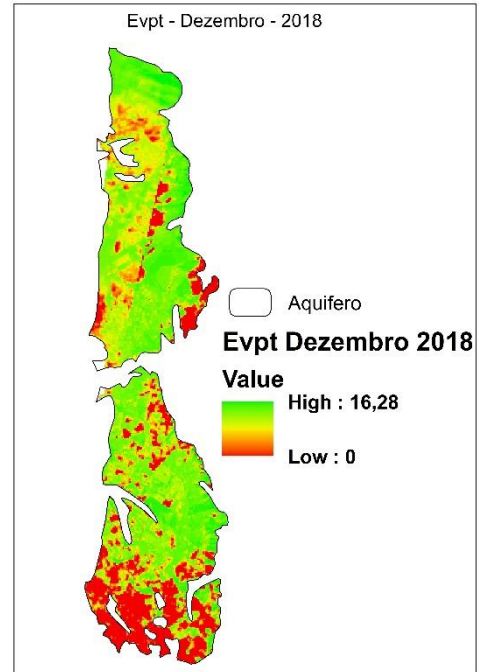 Evpt - Dezembro - 2018
Aquifero
Evpt Dezembro 2018
Value
High : 16,28
Low : 0